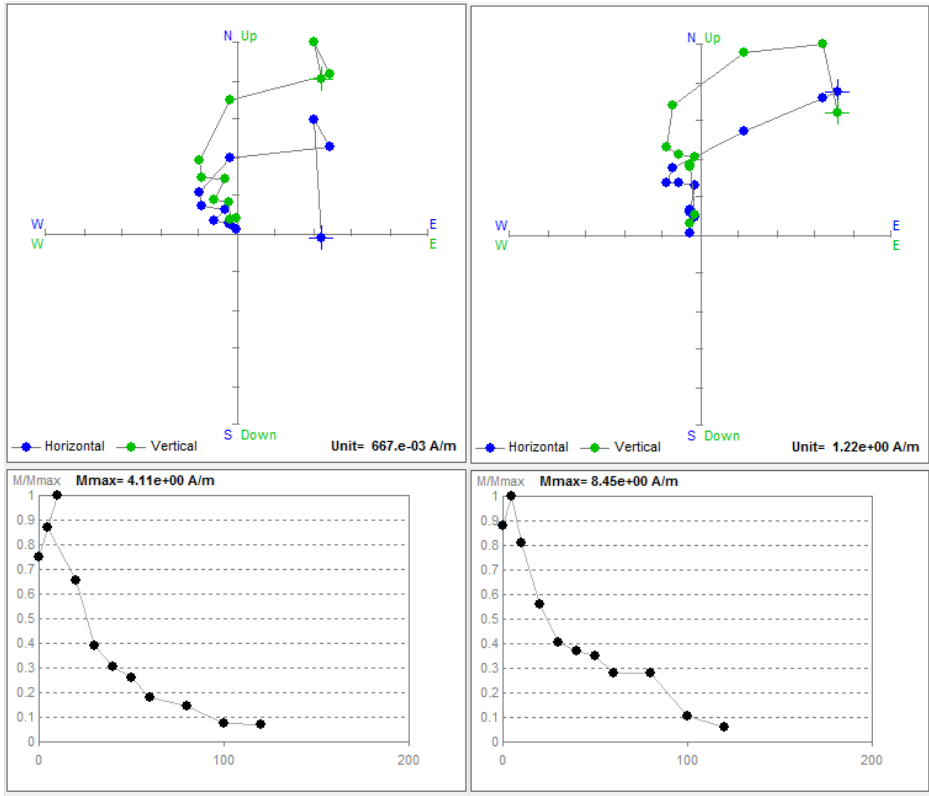 N Up
W E
W E
S Down
Horizontal Vertical Unit= 667.e-03 A/m
N Up
W E
W E
S Down
Horizontal Vertical Unit= 1.22e+00 A/m
M/Mmax Mmax= 4.11e+00 A/m
1
0.9
0.8
0.7
0.6
0.5
0.4
0.3
0.2
0.1
0
0 100 200
M/Mmax Mmax= 8.45e+00 A/m
1
0.9
0.8
0.7
0.6
0.5
0.4
0.3
0.2
0.1
0
0 100 200